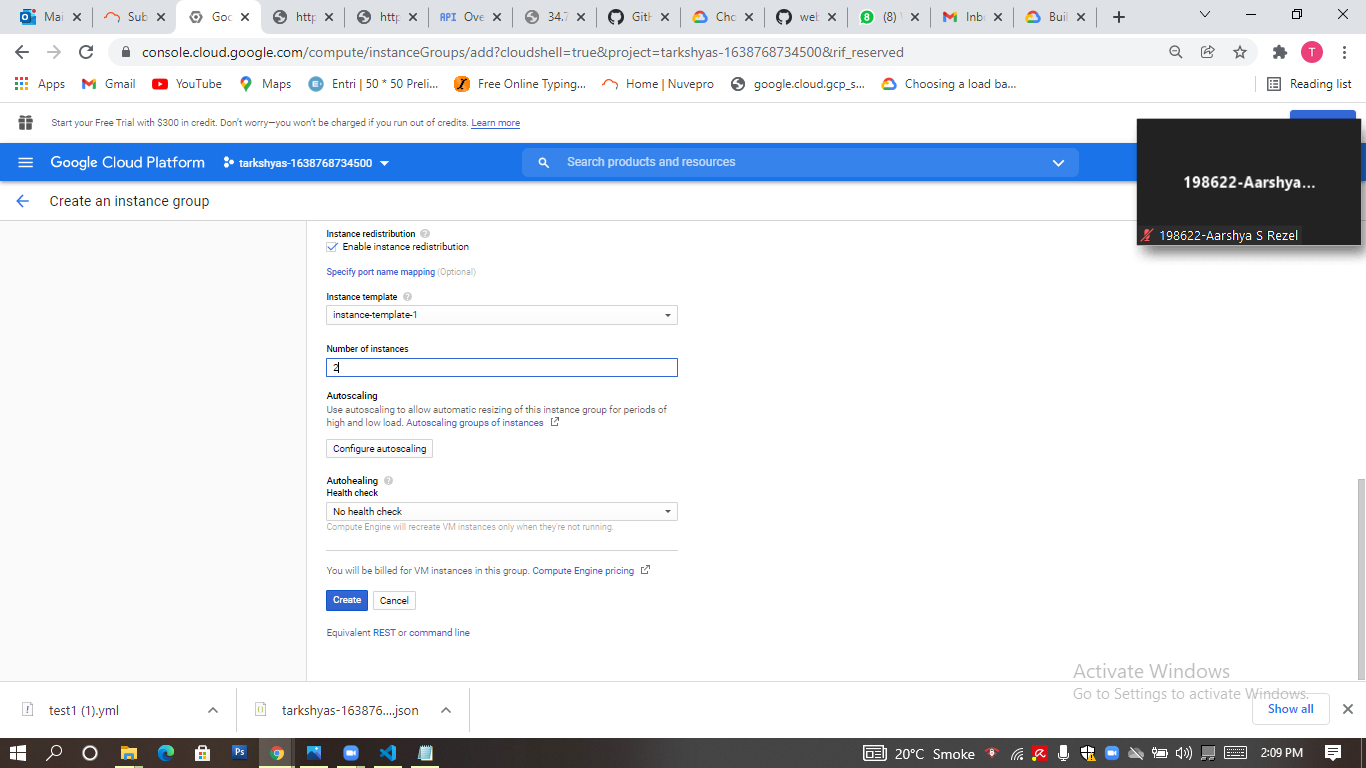 Mai
Sub
Goo
http
http
API Ove
34.7
Gith
Cho
web
8 (8)
Inbo
Buil
console.cloud.google.com/compute/instanceGroups/add?cloudshell=true&project=tarkshyas-1638768734500&rif_reserved
T
Apps Gmail YouTube Maps Entri | 50 * 50 Preli... Free Online Typing... Home | Nuvepro google.cloud.gcp_s... Choosing a load ba... Reading list
Start your Free Trial with $300 in credit. Don't worry—you won't be charged if you run out of credits. Learn more
Google Cloud Platform tarkshyas-1638768734500 Search products and resources
198622-Aarshya...
198622-Aarshya S Rezel
Create an instance group
Instance redistribution
Enable instance redistribution
Specify port name mapping (Optional)
Instance template
instance-template-1
Number of instances
2
Autoscaling
Use autoscaling to allow automatic resizing of this instance group for periods of
high and low load. Autoscaling groups of instances
Configure autoscaling
Autohealing
Health check
No health check
Compute Engine will recreate VM instances only when they're not running.
You will be billed for VM instances in this group. Compute Engine pricing
Create Cancel
Equivalent REST or command line
Activate Windows
Go to Settings to activate Windows.
test1 (1).yml
tarkshyas-163876....json
Show all
Ps
20°C Smoke
2:09 PM